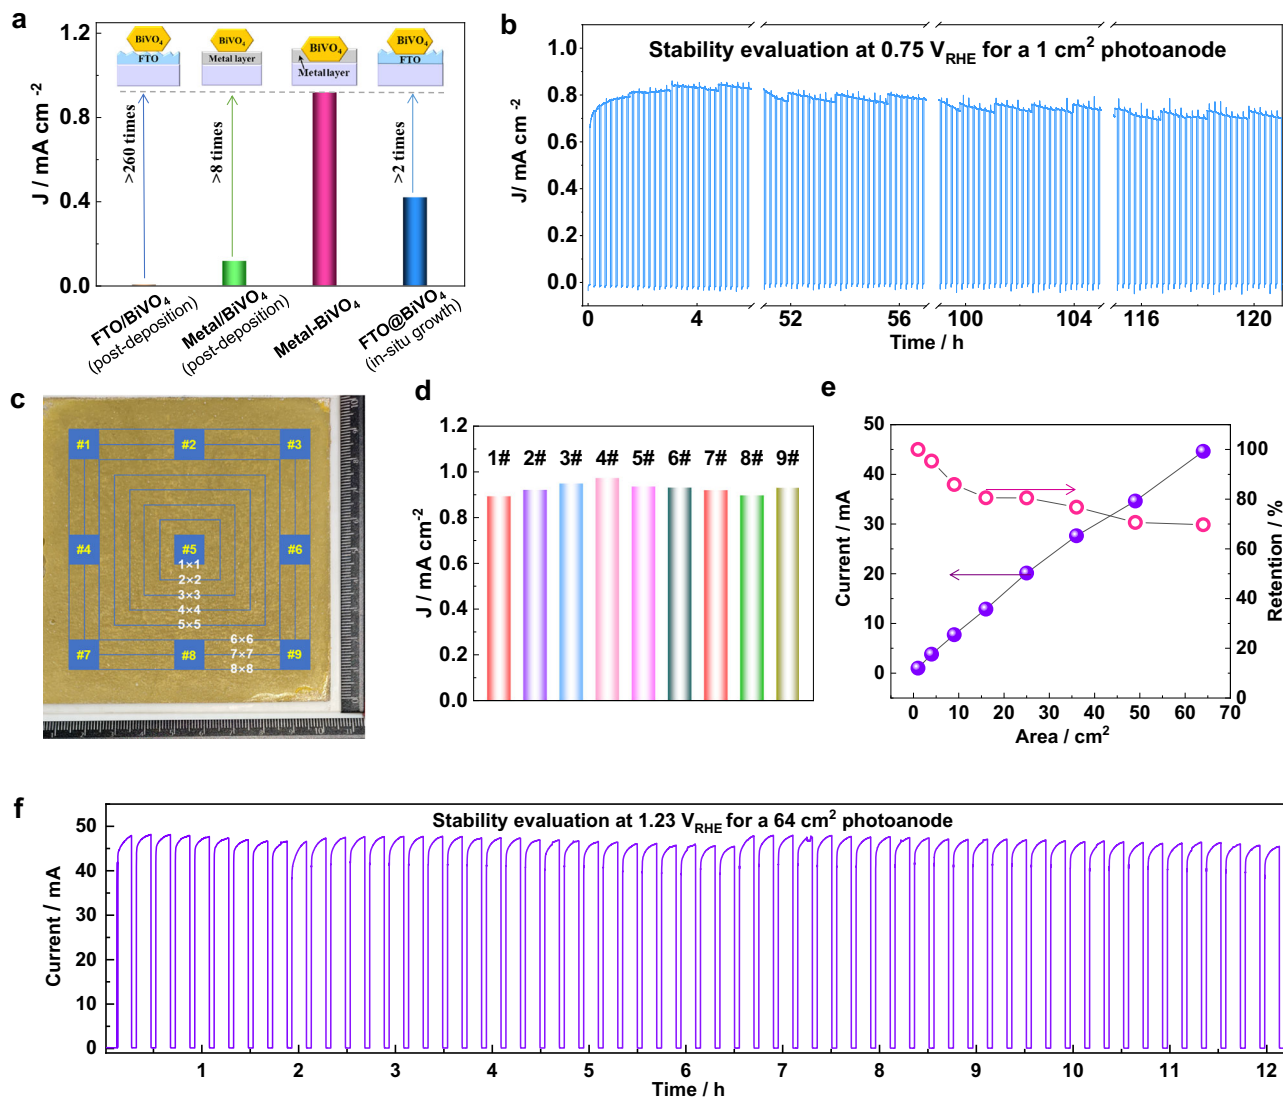 a
J / mA cm⁻²
1.2
0.8
0.4
0.0
BiVO₄
FTO
BiVO₄
Metal layer
BiVO₄
Metal layer
BiVO₄
FTO
>260 times
>8 times
>2 times
FTO/BiVO₄
(post-deposition)
Metal/BiVO₄
(post-deposition)
Metal-BiVO₄
FTO@BiVO₄
(in-situ growth)
b
Stability evaluation at 0.75 V_RHE for a 1 cm² photoanode
J/ mA cm⁻²
1.0
0.8
0.6
0.4
0.2
0.0
0 4 52 56 100 104 116 120
Time / h
c
#1 #2 #3
#4 #5 #6
1×1
2×2
3×3
4×4
5×5
6×6
7×7
8×8
#7 #8 #9
d
J / mA cm⁻²
1.2
1.0
0.8
0.6
0.4
0.2
0.0
1# 2# 3# 4# 5# 6# 7# 8# 9#
e
Current / mA
50
40
30
20
10
0
100
80
60
40
20
0
Retention / %
0 10 20 30 40 50 60 70
Area / cm²
f
Stability evaluation at 1.23 V_RHE for a 64 cm² photoanode
Current / mA
50
40
30
20
10
0
1 2 3 4 5 6 7 8 9 10 11 12
Time / h